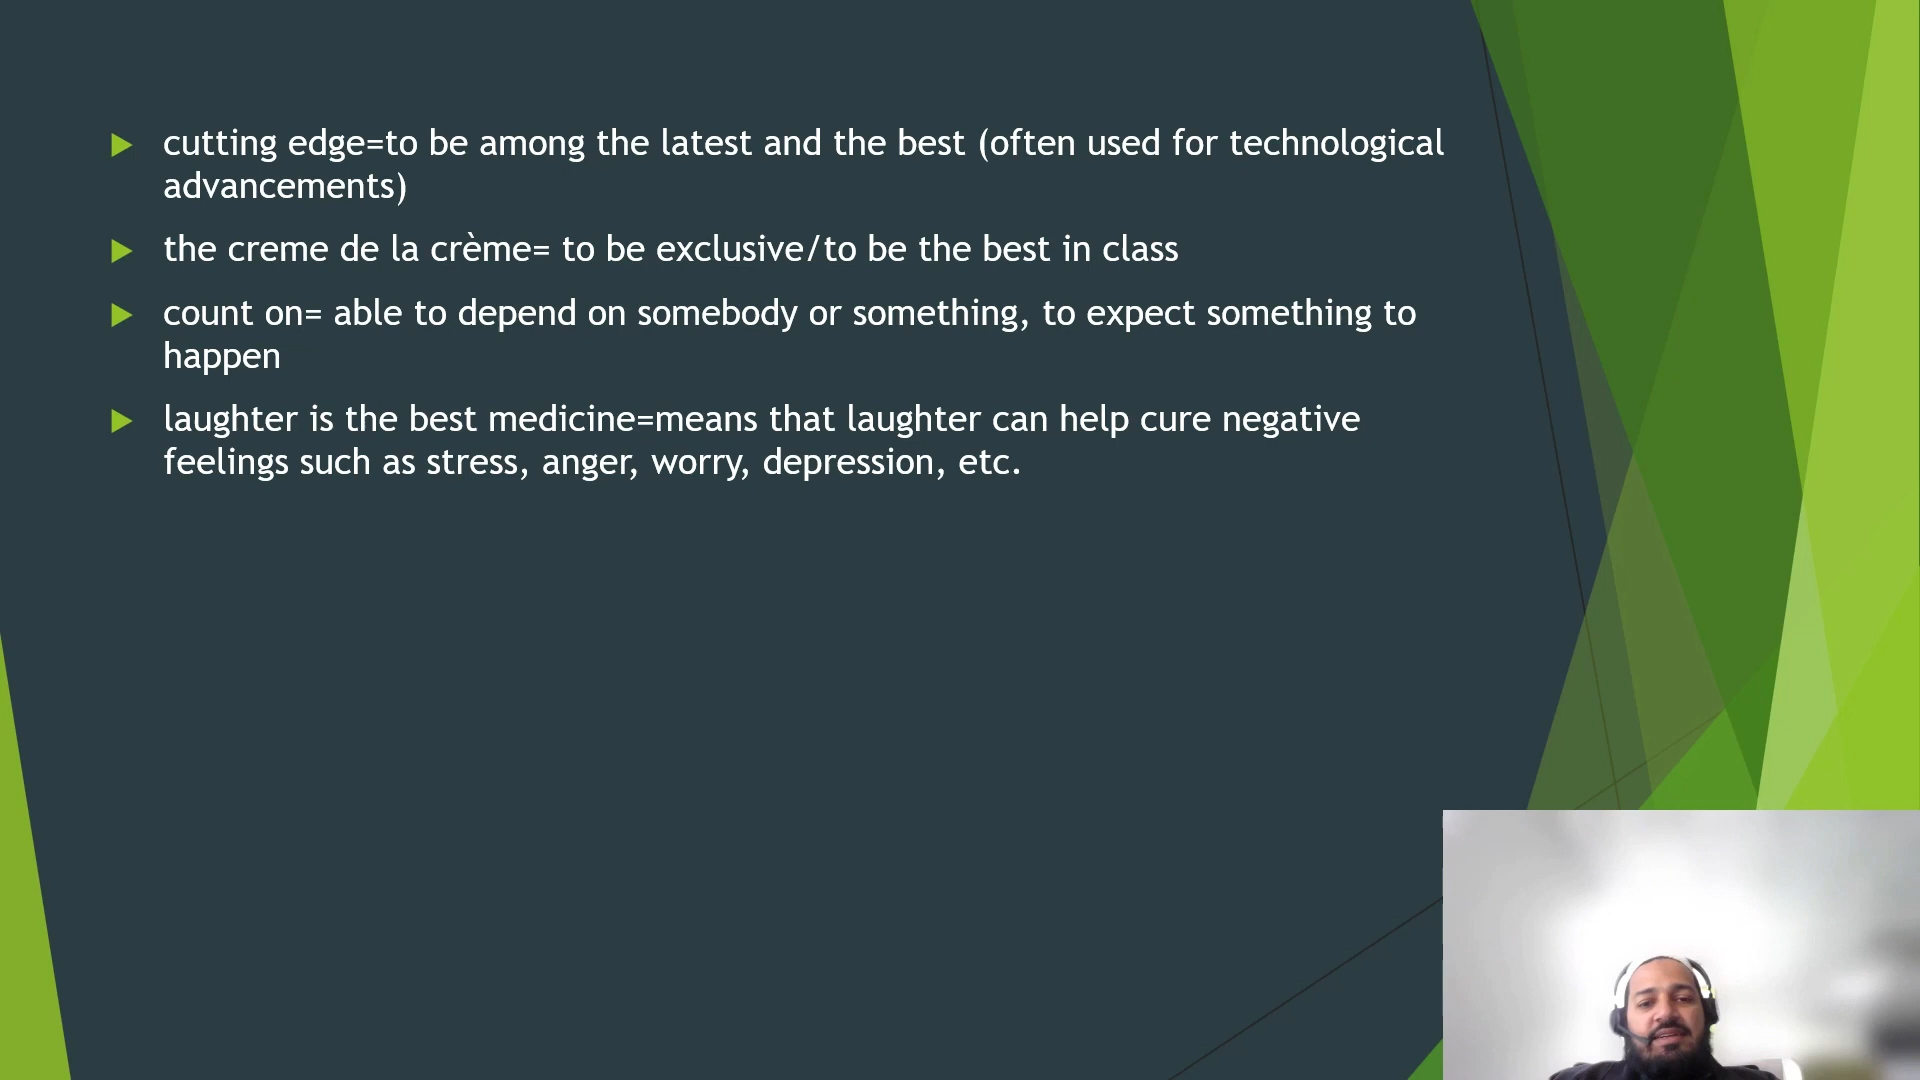 cutting edge=to be among the latest and the best (often used for technological
advancements)
the creme de la crème= to be exclusive/to be the best in class
count on= able to depend on somebody or something, to expect something to
happen
laughter is the best medicine=means that laughter can help cure negative
feelings such as stress, anger, worry, depression, etc.